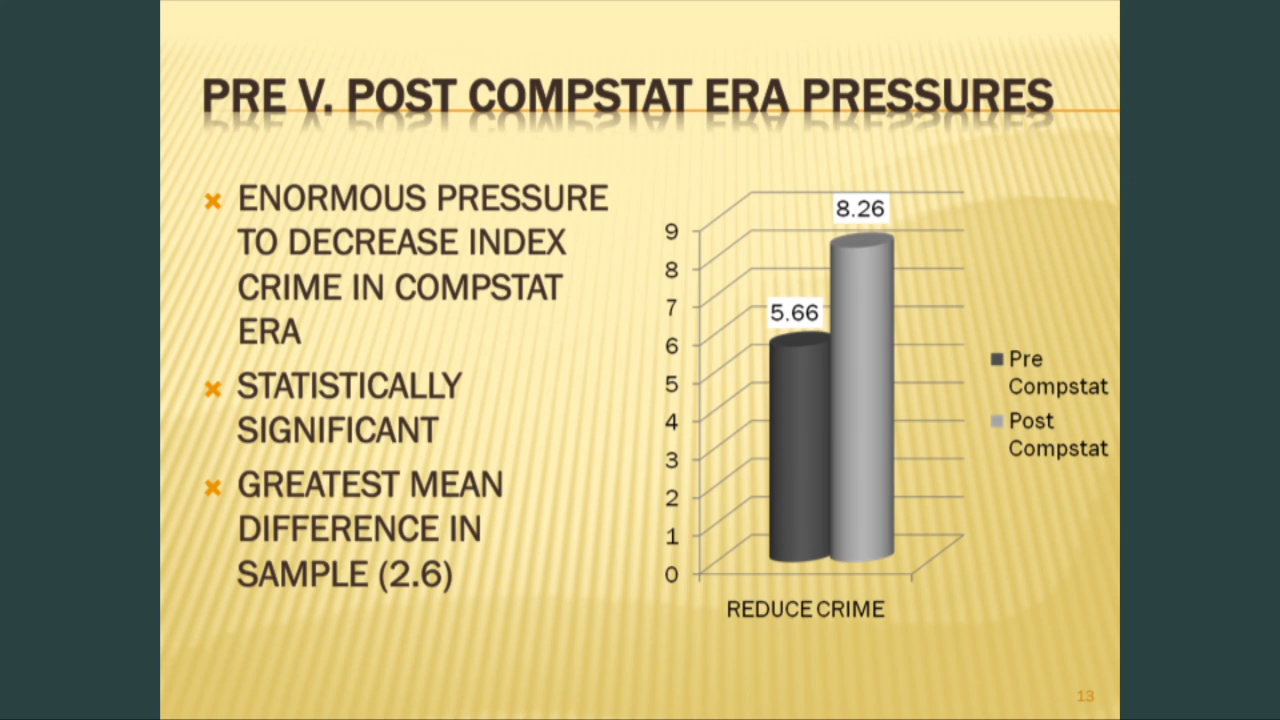 PRE V. POST COMPSTAT ERA PRESSURES
ENORMOUS PRESSURE
TO DECREASE INDEX
CRIME IN COMPSTAT
ERA
STATISTICALLY
SIGNIFICANT
GREATEST MEAN
DIFFERENCE IN
SAMPLE (2.6)
8.26
5.66
9
8
7
6
5
4
3
2
1
0
REDUCE CRIME
Pre
Compstat
Post
Compstat
13